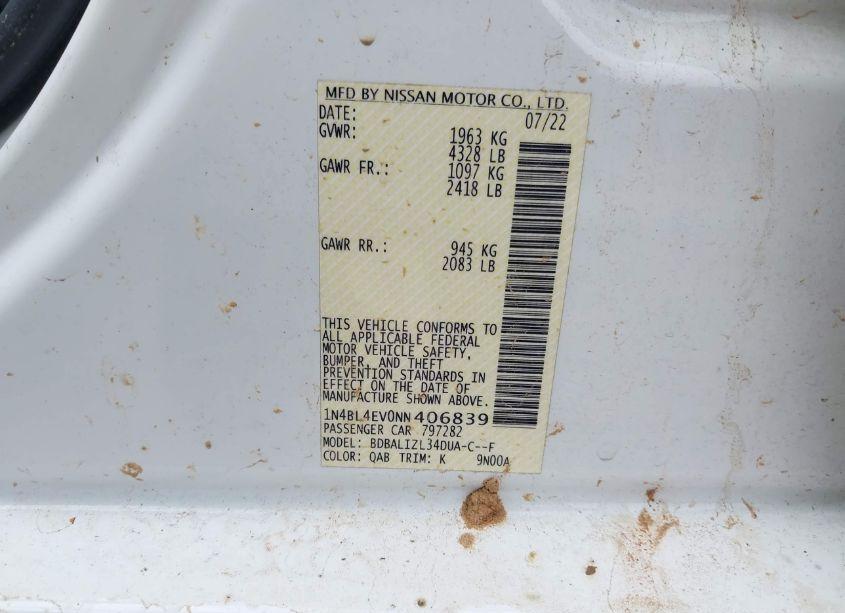 MFD BY NISSAN MOTOR CO., LTD.
DATE: 07/22
GVWR: 1963 KG
4328 LB
GAWR FR.: 1097 KG
2418 LB
GAWR RR.: 945 KG
2083 LB
THIS VEHICLE CONFORMS TO
ALL APPLICABLE FEDERAL
MOTOR VEHICLE SAFETY,
BUMPER, AND THEFT
PREVENTION STANDARDS IN
EFFECT ON THE DATE OF
MANUFACTURE SHOWN ABOVE.
1N4BL4EV0NN406839
PASSENGER CAR 797282
MODEL: BDBALIZL34DUA-C--F
COLOR: QAB TRIM: K 9N00A